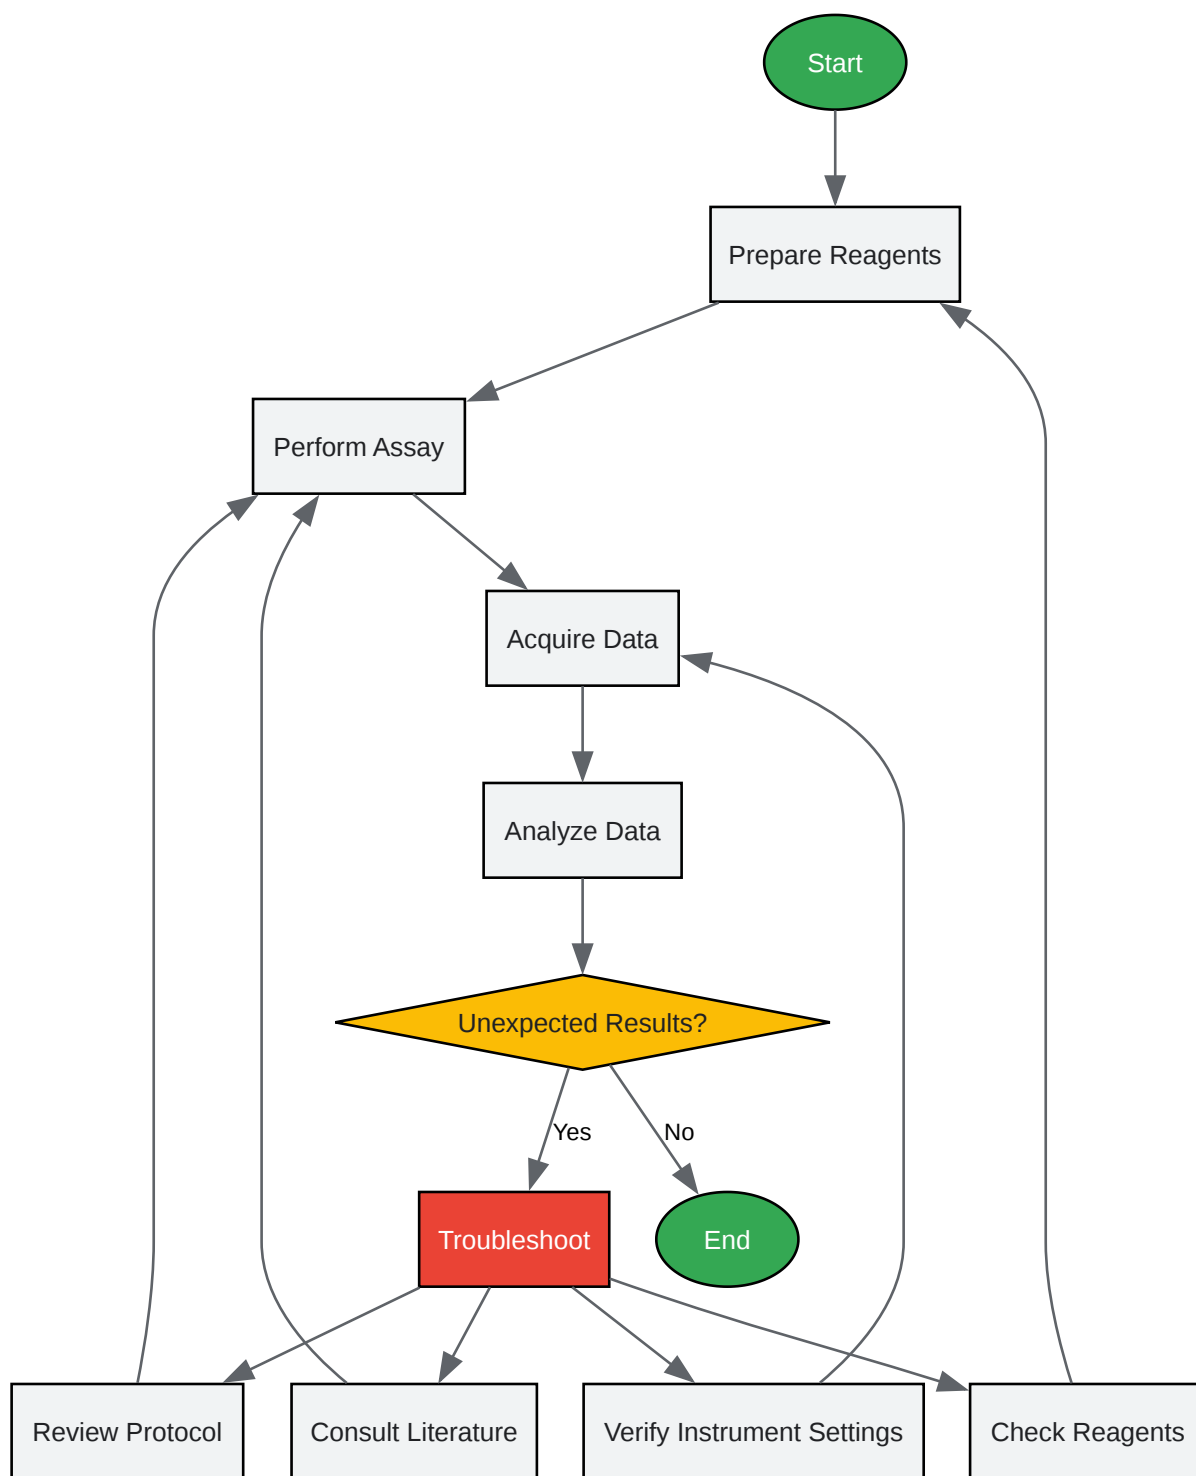 Start
Prepare Reagents
Perform Assay
Acquire Data
Analyze Data
Unexpected Results?
Yes
No
Troubleshoot
End
Review Protocol
Consult Literature
Verify Instrument Settings
Check Reagents